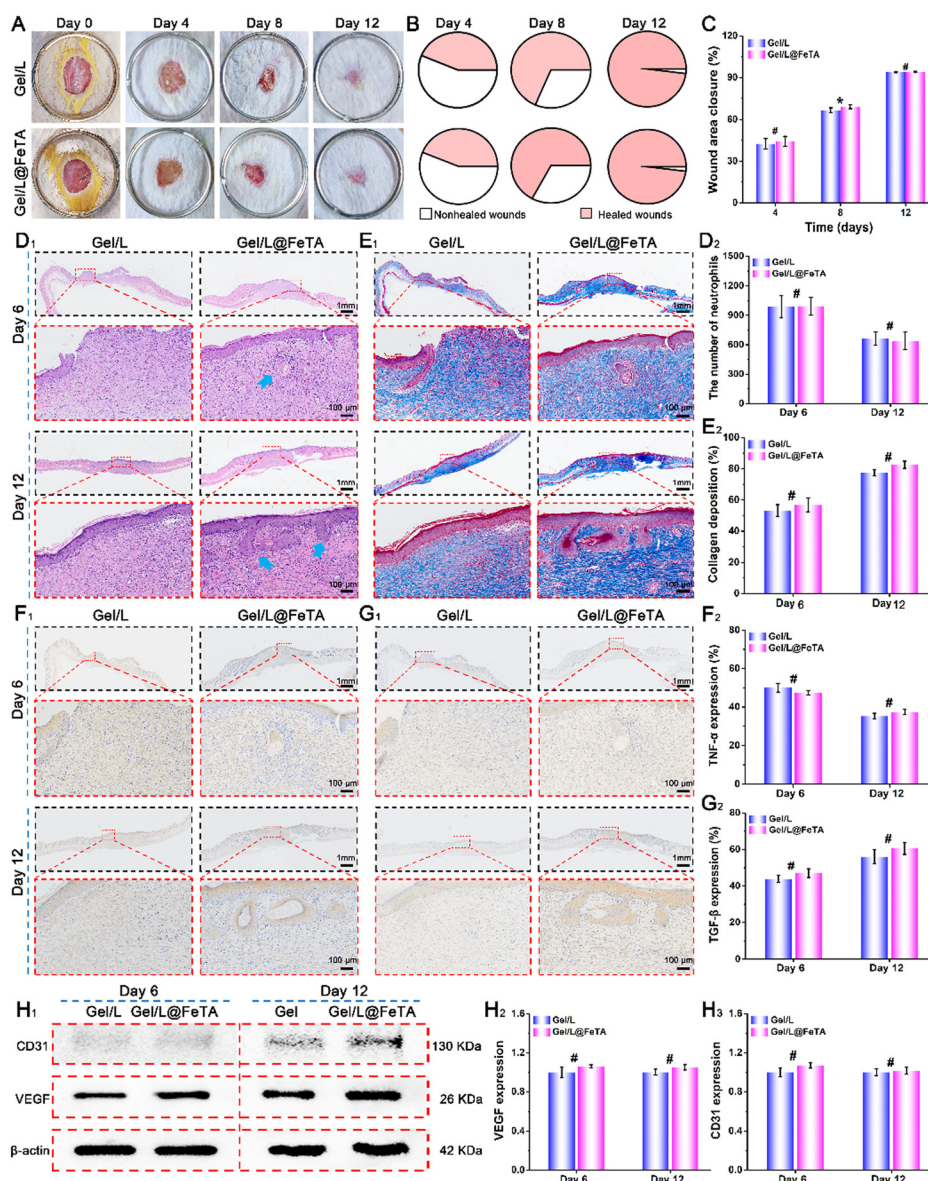 A
Day 0
Day 4
Day 8
Day 12
Gel/L
Gel/L@FeTA
B
Day 4
Day 8
Day 12
Nonhealed wounds
Healed wounds
C
Gel/L
Gel/L@FeTA
Wound area closure (%)
120
90
60
30
0
#
*
#
4
8
12
Time (days)
D1
Gel/L
Gel/L@FeTA
E1
Gel/L
Gel/L@FeTA
Day 6
1mm
1mm
100 μm
100 μm
Day 12
1mm
1mm
100 μm
100 μm
D2
Gel/L
Gel/L@FeTA
The number of neutrophils
1500
1200
900
600
300
0
#
#
Day 6
Day 12
E2
Gel/L
Gel/L@FeTA
Collagen deposition (%)
120
100
80
60
40
20
0
#
#
Day 6
Day 12
F1
Gel/L
Gel/L@FeTA
G1
Gel/L
Gel/L@FeTA
Day 6
1mm
1mm
100 μm
100 μm
Day 12
1mm
1mm
100 μm
100 μm
F2
Gel/L
Gel/L@FeTA
TNF-α expression (%)
80
60
40
20
0
#
#
Day 6
Day 12
G2
Gel/L
Gel/L@FeTA
TGF-β expression (%)
80
60
40
20
0
#
#
Day 6
Day 12
H1
Day 6
Day 12
Gel/L
Gel/L@FeTA
Gel
Gel/L@FeTA
CD31
130 KDa
VEGF
26 KDa
β-actin
42 KDa
H2
Gel/L
Gel/L@FeTA
VEGF expression
1.6
1.2
0.8
0.4
0.0
#
#
Day 6
Day 12
H3
Gel/L
Gel/L@FeTA
CD31 expression
1.6
1.2
0.8
0.4
0.0
#
#
Day 6
Day 12